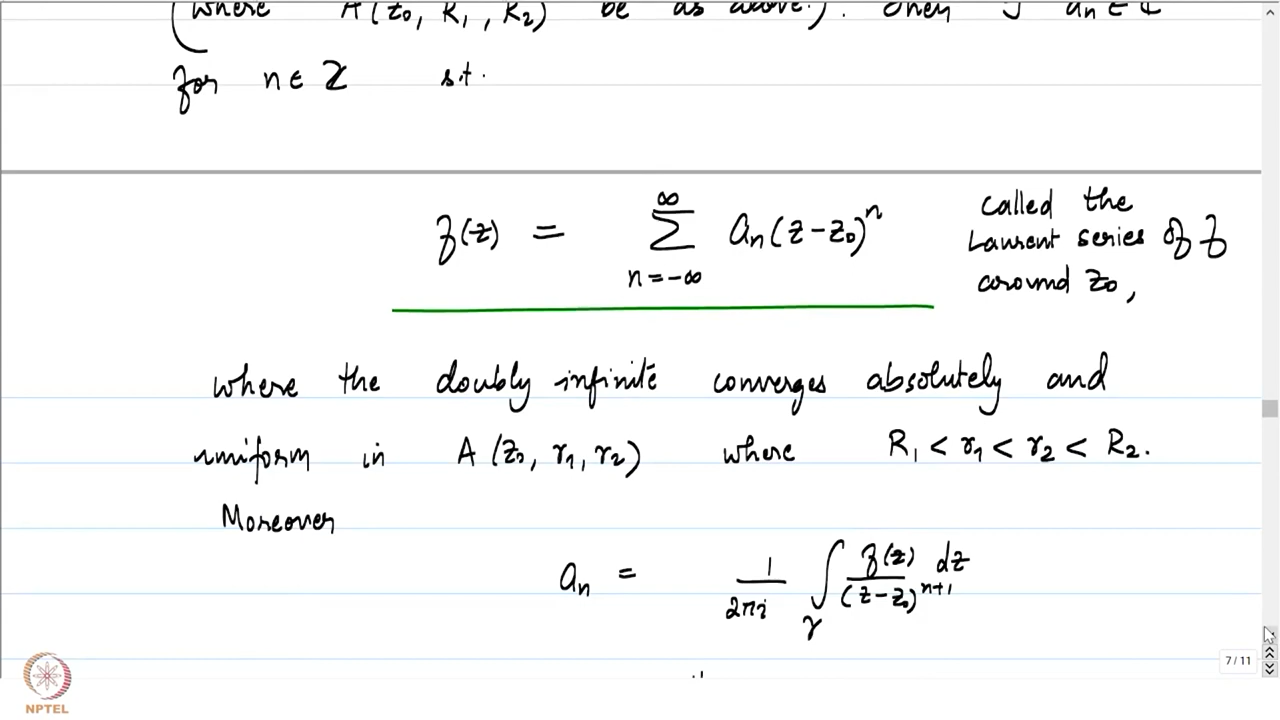 (where A(z₀, R₁, R₂) be as above). Then ∃ aₙ ∈ ℂ
for n ∈ ℤ s.t.
f(z) = ∑_{n=-∞}^{∞} aₙ(z-z₀)ⁿ called the
Laurent series of f
around z₀,
where the doubly infinite converges absolutely and
uniform in A(z₀, r₁, r₂) where R₁ < r₁ < r₂ < R₂.
Moreover
aₙ = 1/2πi ∫_γ f(z)/(z-z₀)ⁿ⁺¹ dz
7 / 11
NPTEL